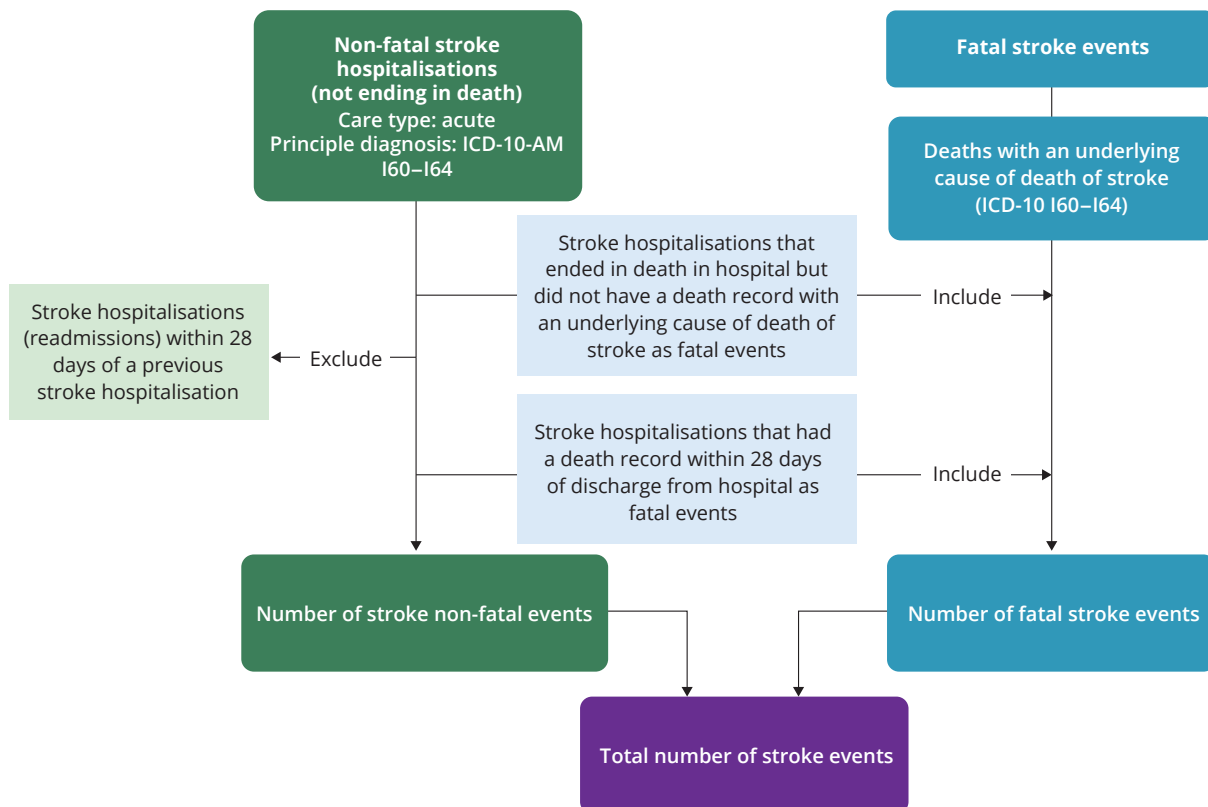 Non-fatal stroke
hospitalisations
(not ending in death)
Care type: acute
Principle diagnosis: ICD-10-AM
I60–I64
Fatal stroke events
Deaths with an underlying
cause of death of stroke
(ICD-10 I60–I64)
Stroke hospitalisations that
ended in death in hospital but
did not have a death record with
an underlying cause of death of
stroke as fatal events
Include
Stroke hospitalisations
(readmissions) within 28
days of a previous
stroke hospitalisation
Exclude
Stroke hospitalisations that had
a death record within 28 days
of discharge from hospital as
fatal events
Include
Number of stroke non-fatal events
Number of fatal stroke events
Total number of stroke events